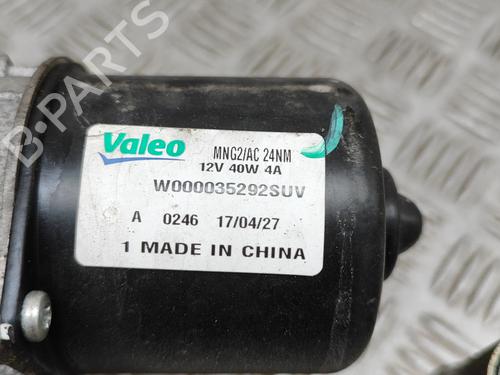 B-Parts
Valeo
MNG2/AC 24NM
12V 40W 4A
W000035292SUV
A 0246 17/04/27
1 MADE IN CHINA